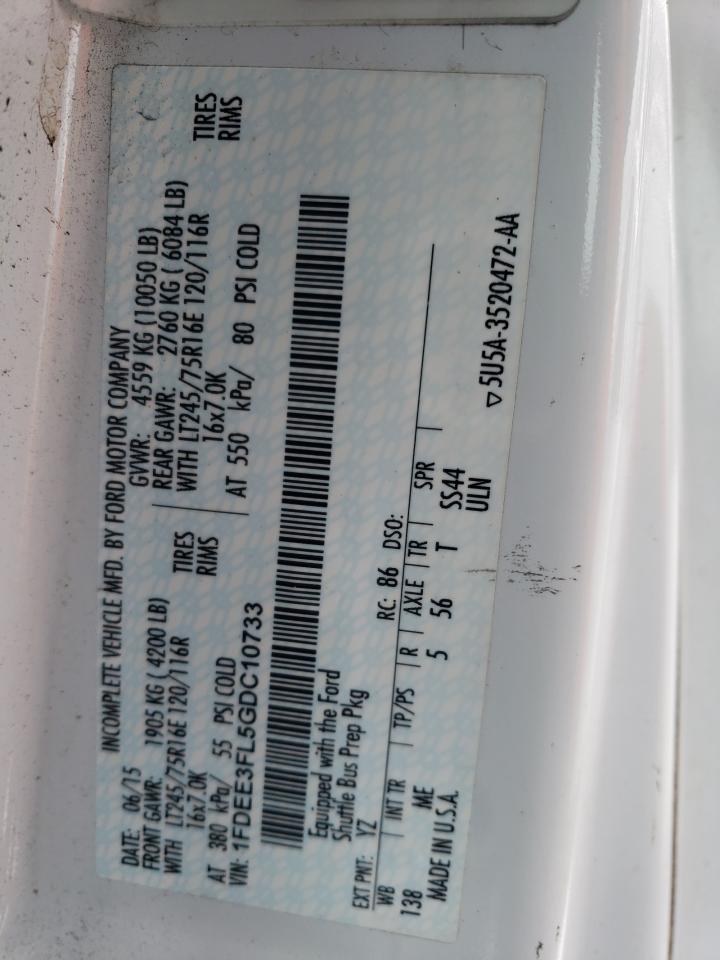 INCOMPLETE VEHICLE MFD. BY FORD MOTOR COMPANY
DATE: 06/15 GVWR: 4559 KG (10050 LB)
FRONT GAWR: 1905 KG ( 4200 LB) REAR GAWR: 2760 KG ( 6084 LB)
WITH LT245/75R16E 120/116R TIRES WITH LT245/75R16E 120/116R TIRES
16x7.0K RIMS 16x7.0K RIMS
AT 380 kPa/ 55 PSI COLD AT 550 kPa/ 80 PSI COLD
VIN: 1FDEE3FL5GDC10733
Equipped with the Ford
Shuttle Bus Prep Pkg
EXT PNT: YZ RC: 86 DSO:
WB INT TR TP/PS R AXLE TR SPR
138 ME 5 56 T SS44
MADE IN U.S.A. ULN
▽5U5A-3520472-AA